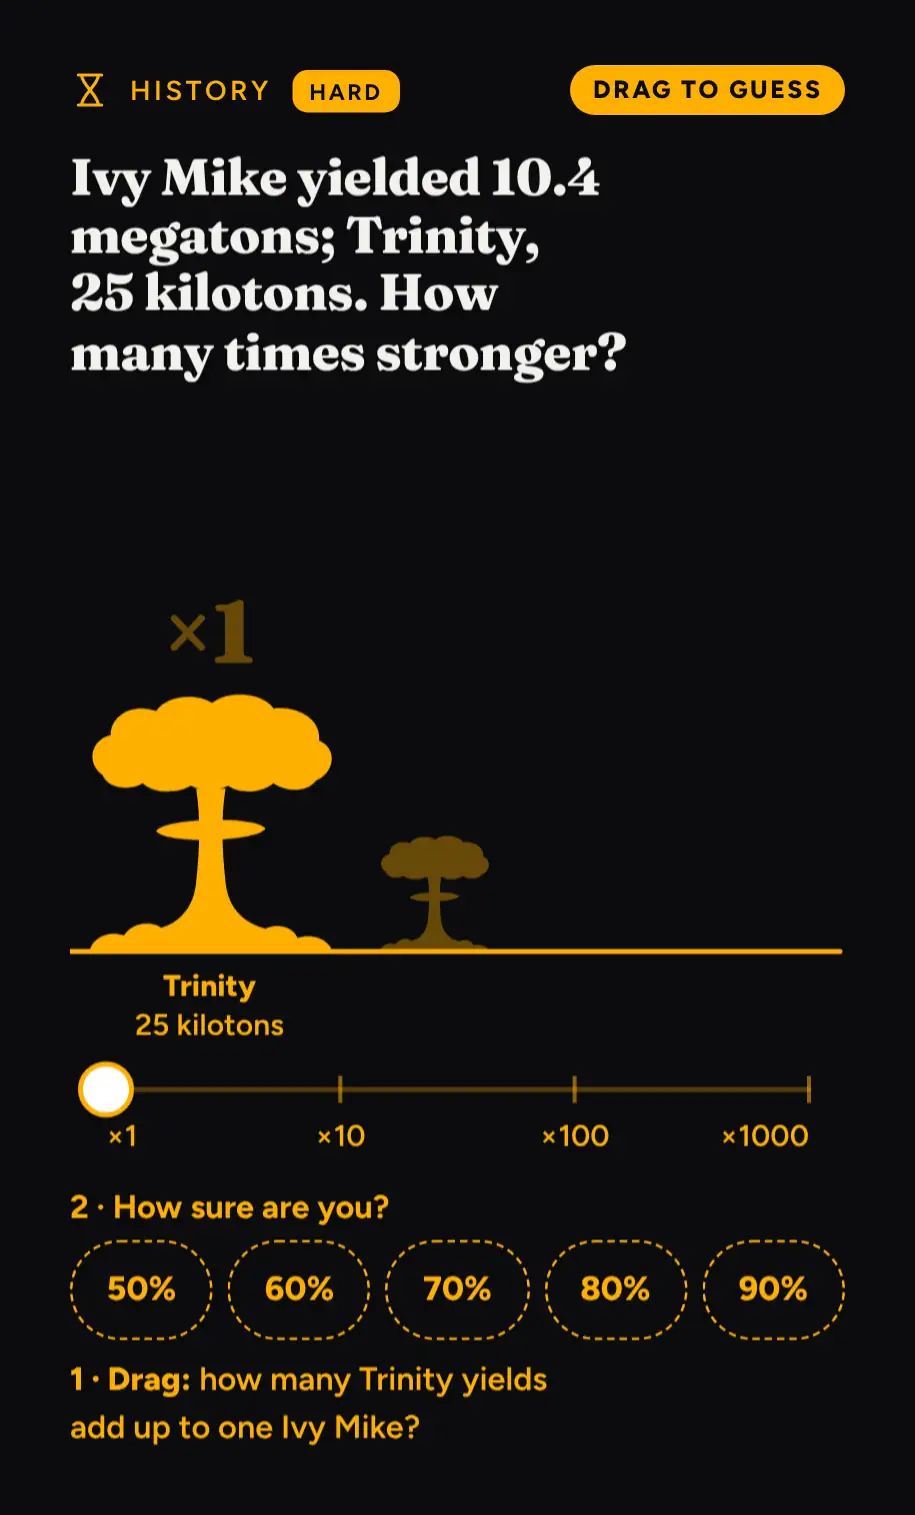 HISTORY HARD DRAG TO GUESS
Ivy Mike yielded 10.4
megatons; Trinity,
25 kilotons. How
many times stronger?
×1
Trinity
25 kilotons
×1 ×10 ×100 ×1000
2 · How sure are you?
50% 60% 70% 80% 90%
1 · Drag: how many Trinity yields
add up to one Ivy Mike?